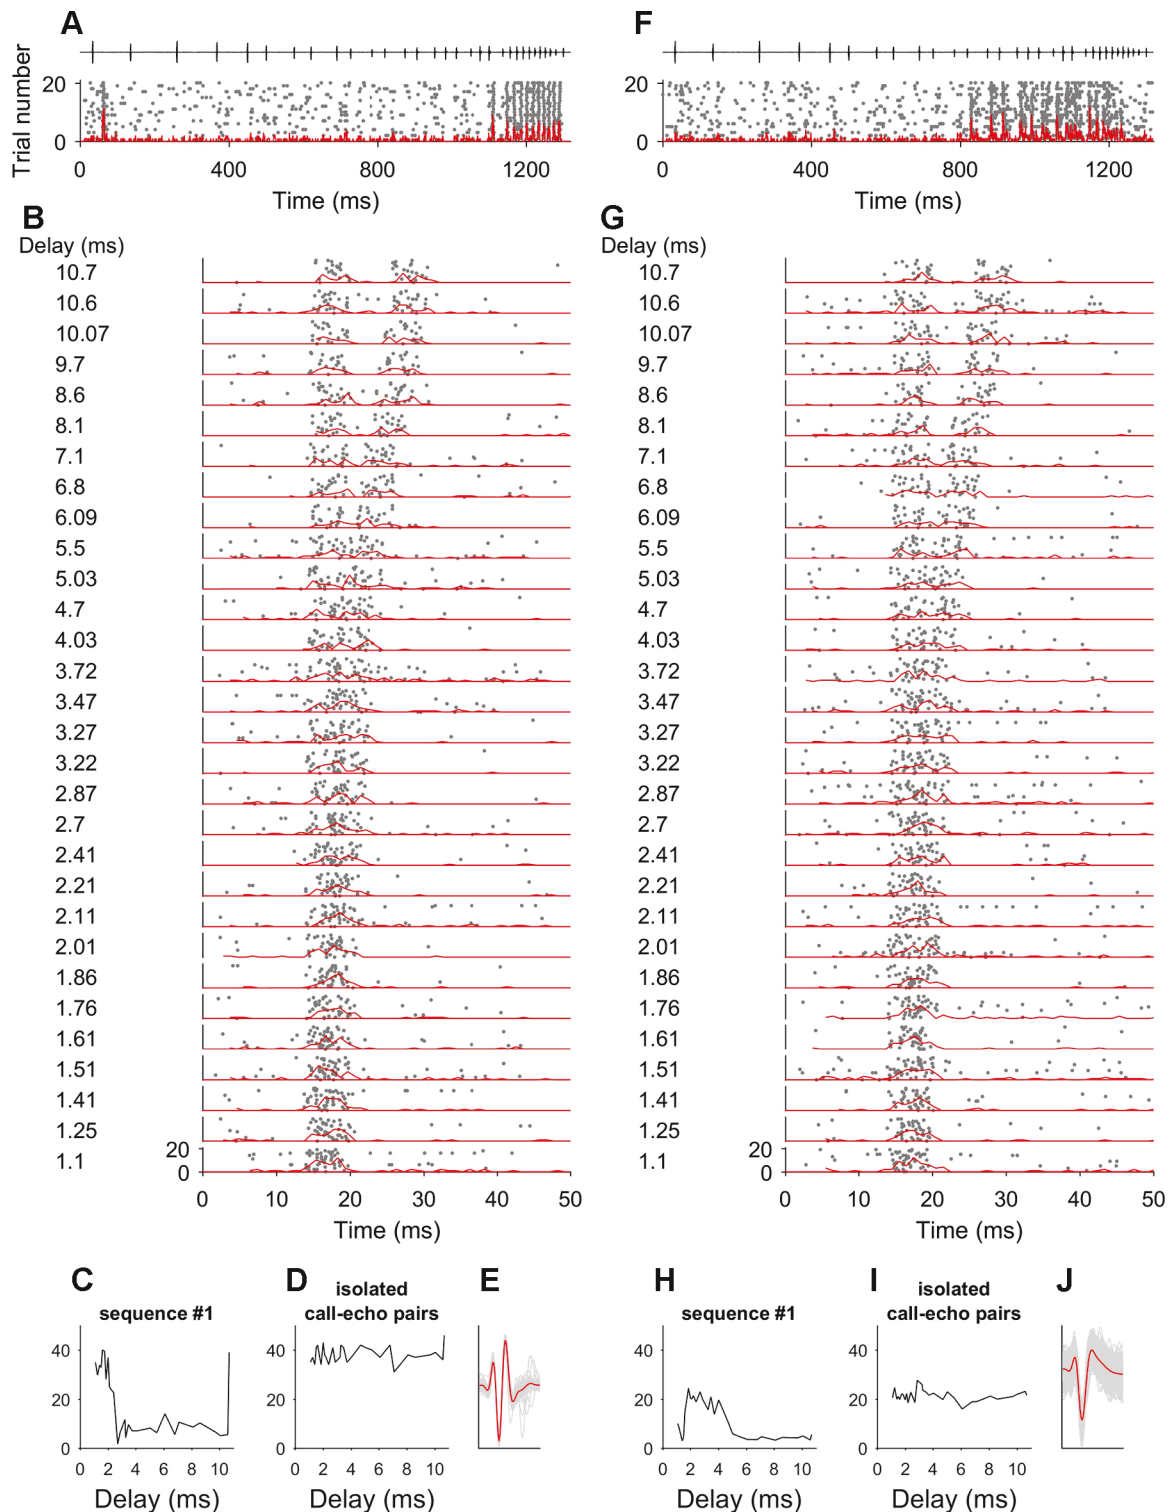 A
F
Trial number
20
0
0 400 800 1200
Time (ms)
20
0
0 400 800 1200
Time (ms)
B
Delay (ms)
10.7
10.6
10.07
9.7
8.6
8.1
7.1
6.8
6.09
5.5
5.03
4.7
4.03
3.72
3.47
3.27
3.22
2.87
2.7
2.41
2.21
2.11
2.01
1.86
1.76
1.61
1.51
1.41
1.25
1.1
20
0
0 10 20 30 40 50
Time (ms)
G
Delay (ms)
10.7
10.6
10.07
9.7
8.6
8.1
7.1
6.8
6.09
5.5
5.03
4.7
4.03
3.72
3.47
3.27
3.22
2.87
2.7
2.41
2.21
2.11
2.01
1.86
1.76
1.61
1.51
1.41
1.25
1.1
20
0
0 10 20 30 40 50
Time (ms)
C
sequence #1
40
20
0
0 2 4 6 8 10
Delay (ms)
D
isolated
call-echo pairs
40
20
0
0 2 4 6 8 10
Delay (ms)
E
H
sequence #1
40
20
0
0 2 4 6 8 10
Delay (ms)
I
isolated
call-echo pairs
40
20
0
0 2 4 6 8 10
Delay (ms)
J